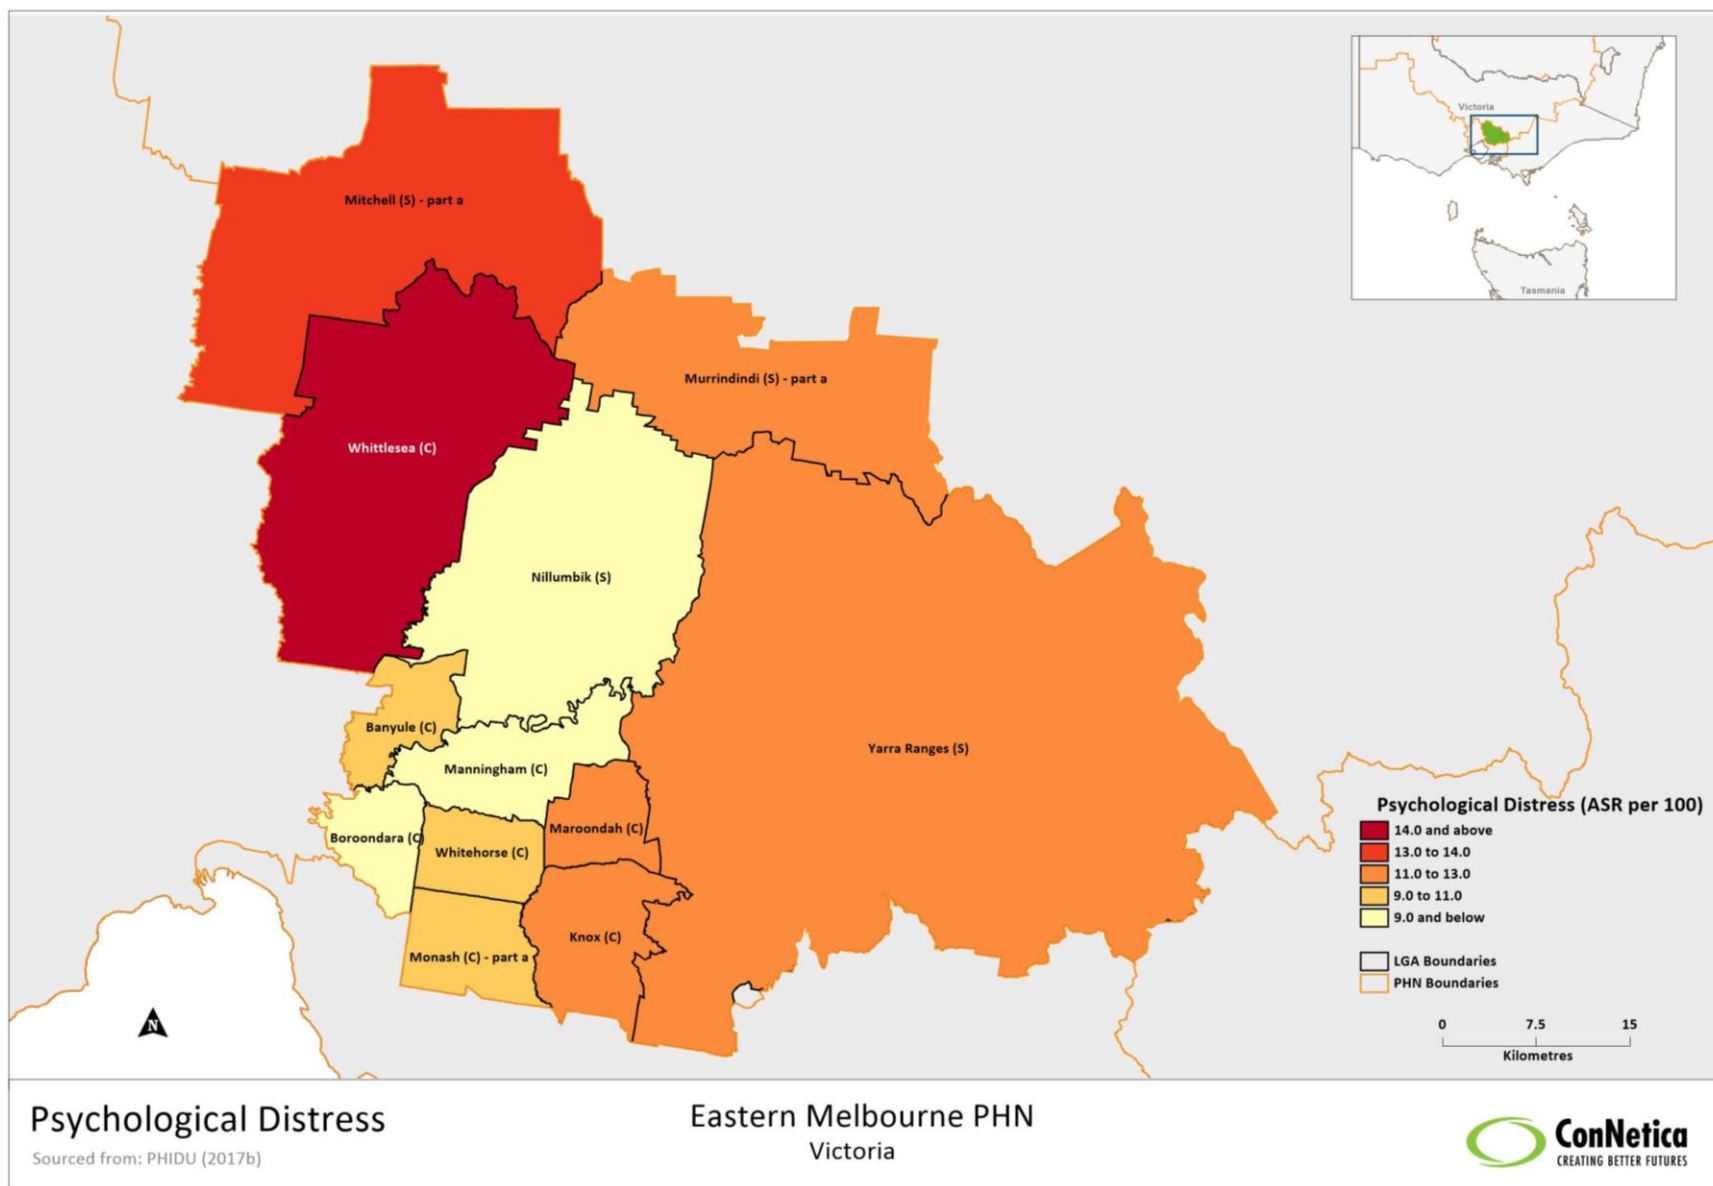 Victoria
Tasmania
Mitchell (S) - part a
Murrindindi (S) - part a
Whittlesea (C)
Nillumbik (S)
Banyule (C)
Yarra Ranges (S)
Manningham (C)
Maroondah (C)
Boroondara (C)
Whitehorse (C)
Knox (C)
Monash (C) - part a
Psychological Distress (ASR per 100)
14.0 and above
13.0 to 14.0
11.0 to 13.0
9.0 to 11.0
9.0 and below
LGA Boundaries
PHN Boundaries
0 7.5 15
Kilometres
N
Psychological Distress
Sourced from: PHIDU (2017b)
Eastern Melbourne PHN
Victoria
ConNetica
CREATING BETTER FUTURES